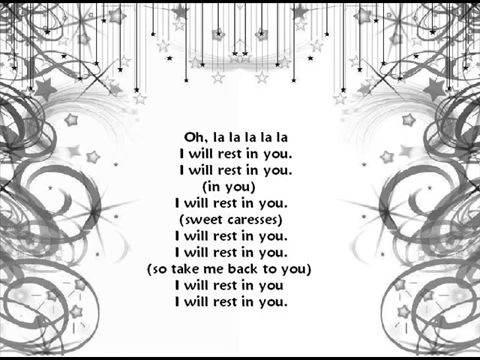 Oh, la la la la la
I will rest in you.
I will rest in you.
(in you)
I will rest in you.
(sweet caresses)
I will rest in you.
I will rest in you.
(so take me back to you)
I will rest in you
I will rest in you.